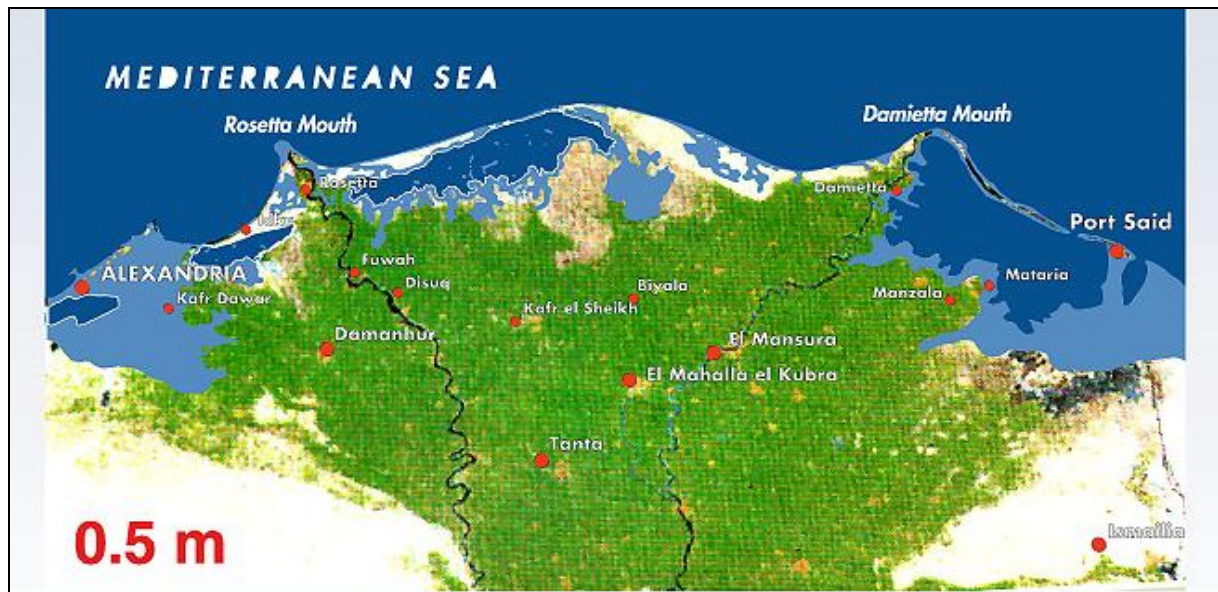 MEDITERRANEAN SEA
Rosetta Mouth
Damietta Mouth
Rosetta
Damietta
Port Said
ALEXANDRIA
Fuwah
Mataria
Kafr Dawar
Disuq
Biyala
Manzala
Kafr el Sheikh
Damanhur
El Mansura
El Mahalla el Kubra
Tanta
0.5 m
Ismailia